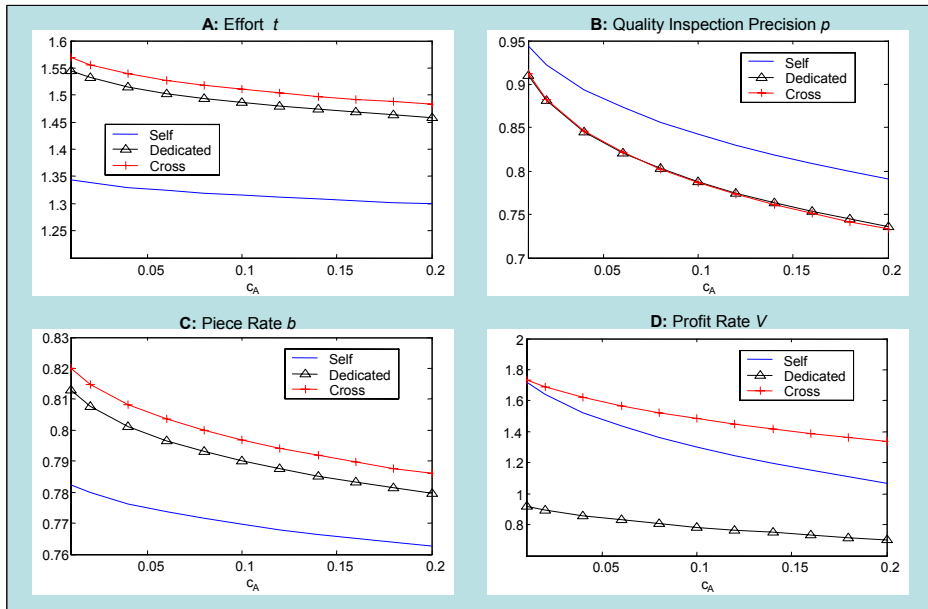 A: Effort t
1.6
1.55
1.5
1.45
1.4
1.35
1.3
1.25
Self
Dedicated
Cross
0.05 0.1 0.15 0.2
cA
B: Quality Inspection Precision p
0.95
0.9
0.85
0.8
0.75
0.7
Self
Dedicated
Cross
0.05 0.1 0.15 0.2
cA
C: Piece Rate b
0.83
0.82
0.81
0.8
0.79
0.78
0.77
0.76
Self
Dedicated
Cross
0.05 0.1 0.15 0.2
cA
D: Profit Rate V
2
1.8
1.6
1.4
1.2
1
0.8
Self
Dedicated
Cross
0.05 0.1 0.15 0.2
cA